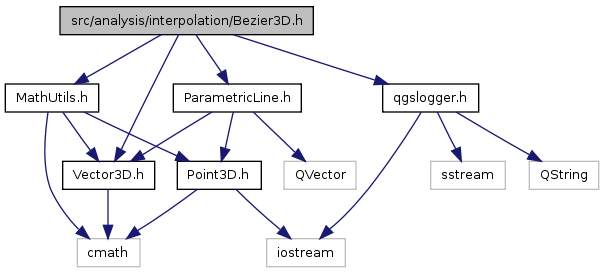 src/analysis/interpolation/Bezier3D.h
MathUtils.h
ParametricLine.h
qgslogger.h
Vector3D.h
Point3D.h
QVector
sstream
QString
cmath
iostream